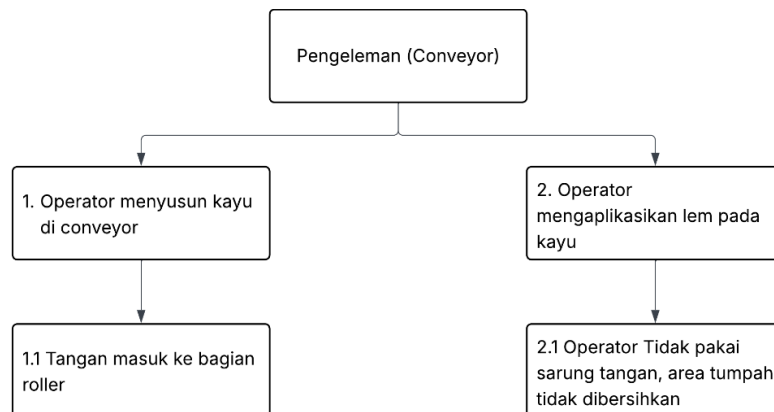 Pengeleman (Conveyor)
1. Operator menyusun kayu
di conveyor
2. Operator
mengaplikasikan lem pada
kayu
1.1 Tangan masuk ke bagian
roller
2.1 Operator Tidak pakai
sarung tangan, area tumpah
tidak dibersihkan